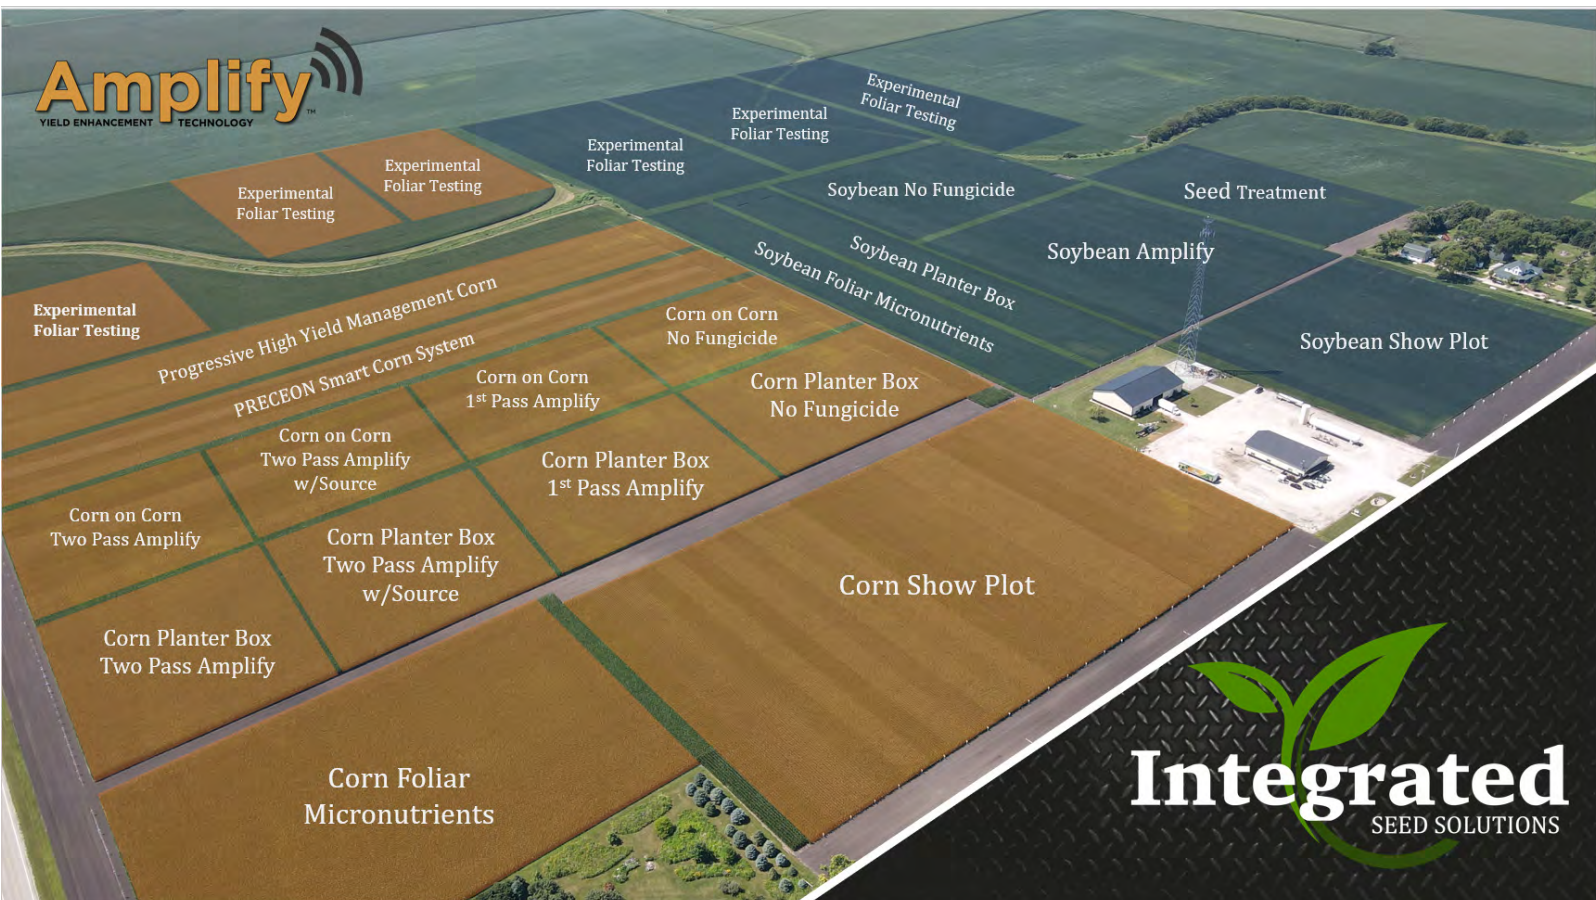 Amplify™
YIELD ENHANCEMENT TECHNOLOGY
Experimental
Foliar Testing
Experimental
Foliar Testing
Experimental
Foliar Testing
Experimental
Foliar Testing
Experimental
Foliar Testing
Soybean No Fungicide
Seed Treatment
Soybean Planter Box
Soybean Amplify
Soybean Foliar Micronutrients
Soybean Show Plot
Experimental
Foliar Testing
Progressive High Yield Management Corn
PRECEON Smart Corn System
Corn on Corn
No Fungicide
Corn on Corn
1st Pass Amplify
Corn on Corn
Two Pass Amplify
w/Source
Corn on Corn
Two Pass Amplify
Corn Planter Box
No Fungicide
Corn Planter Box
1st Pass Amplify
Corn Planter Box
Two Pass Amplify
w/Source
Corn Planter Box
Two Pass Amplify
Corn Show Plot
Corn Foliar
Micronutrients
Integrated
SEED SOLUTIONS